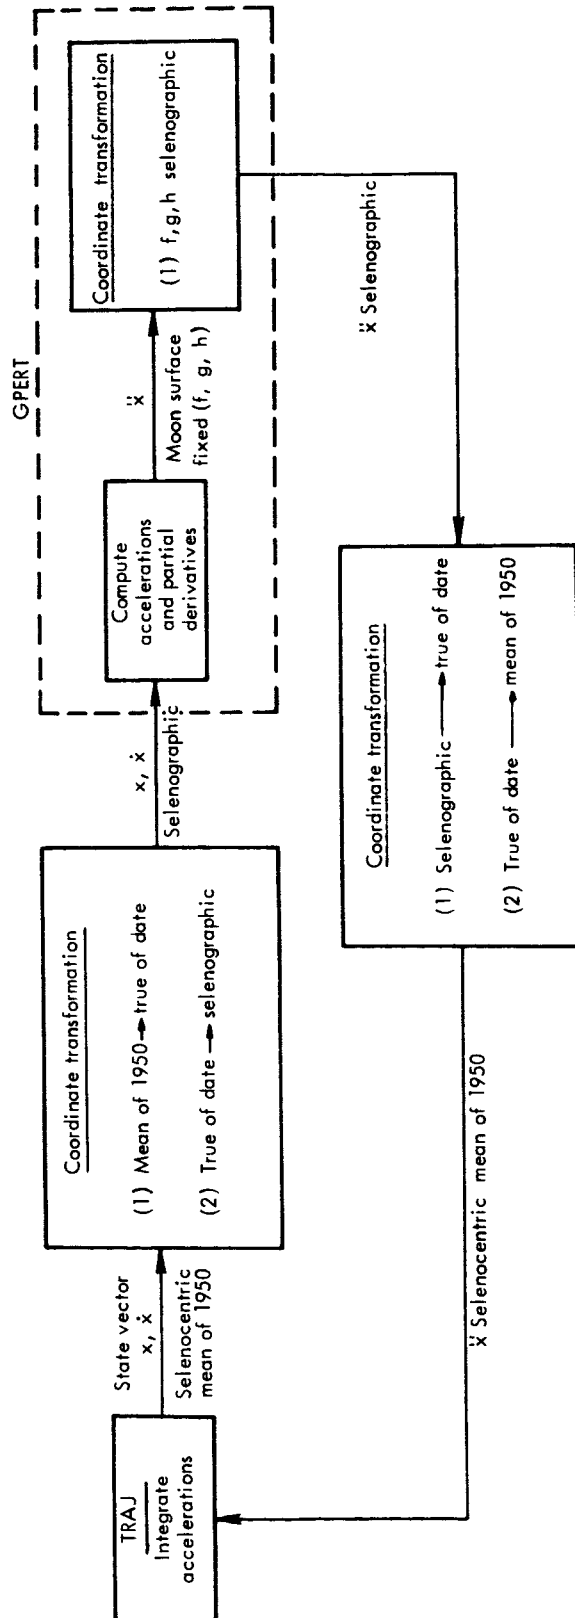 TRAJ
Integrate
accelerations
State vector
x, ẋ
Selenocentric
mean of 1950
Coordinate transformation
(1) Mean of 1950→true of date
(2) True of date→selenographic
x, ẋ
Selenographic
GPERT
Compute
accelerations
and partial
derivatives
ẍ
Moon surface
fixed (f, g, h)
Coordinate transformation
(1) f,g,h selenographic
ẍ Selenographic
Coordinate transformation
(1) Selenographic→true of date
(2) True of date→mean of 1950
ẍ Selenocentric mean of 1950